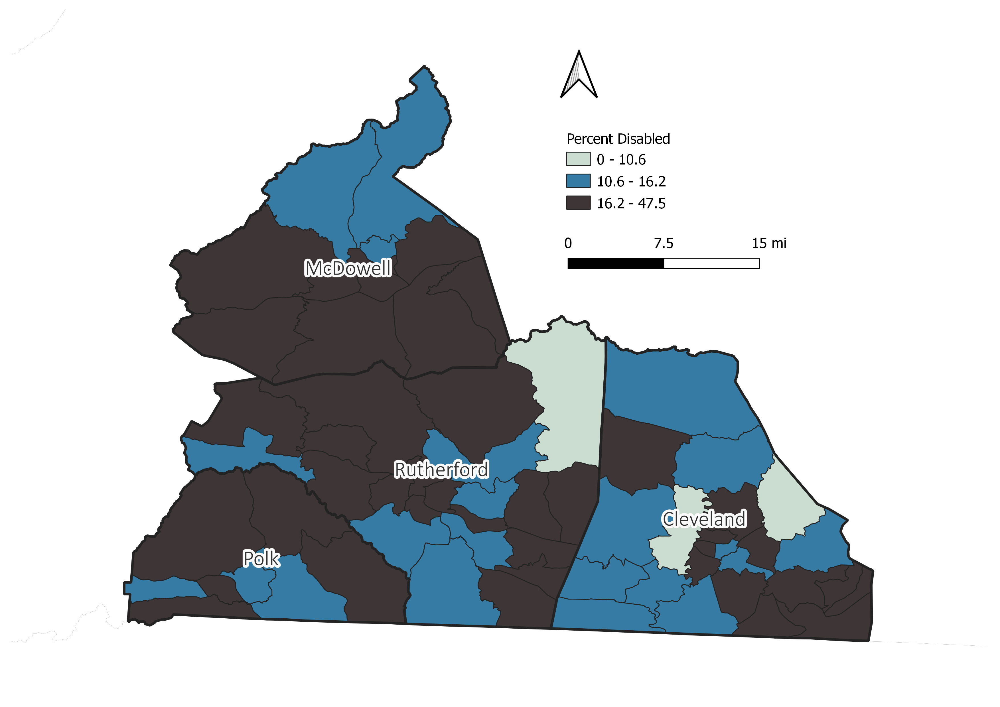 Percent Disabled
0 - 10.6
10.6 - 16.2
16.2 - 47.5
0 7.5 15 mi
McDowell
Rutherford
Cleveland
Polk